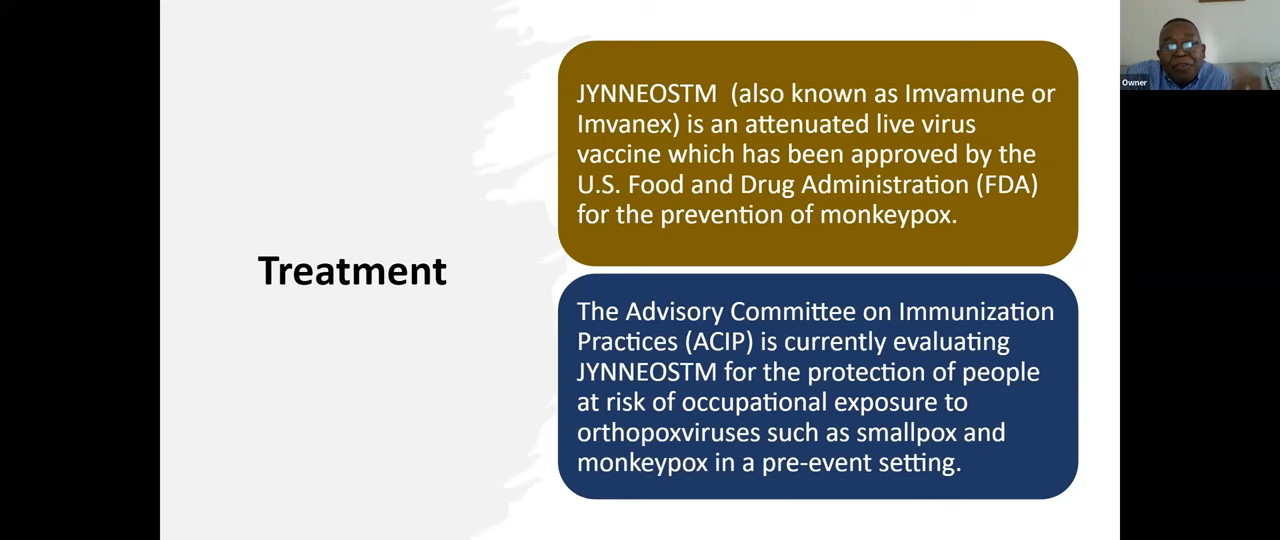 Treatment
JYNNEOSTM (also known as Imvamune or
Imvanex) is an attenuated live virus
vaccine which has been approved by the
U.S. Food and Drug Administration (FDA)
for the prevention of monkeypox.
The Advisory Committee on Immunization
Practices (ACIP) is currently evaluating
JYNNEOSTM for the protection of people
at risk of occupational exposure to
orthopoxviruses such as smallpox and
monkeypox in a pre-event setting.
Owner